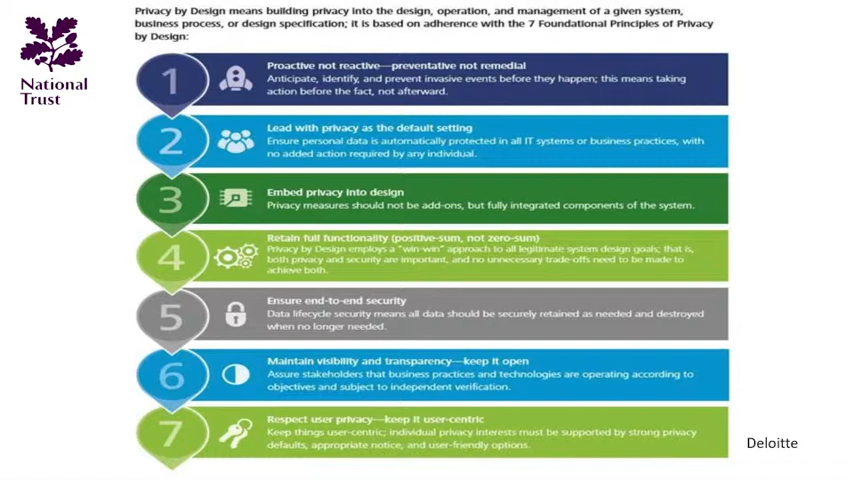 Privacy by Design means building privacy into the design, operation, and management of a given system,
business process, or design specification; it is based on adherence with the 7 Foundational Principles of Privacy
by Design:
National
Trust
1
Proactive not reactive—preventative not remedial
Anticipate, identify, and prevent invasive events before they happen; this means taking
action before the fact, not afterward.
2
Lead with privacy as the default setting
Ensure personal data is automatically protected in all IT systems or business practices, with
no added action required by any individual.
3
Embed privacy into design
Privacy measures should not be add-ons, but fully integrated components of the system.
4
Retain full functionality (positive-sum, not zero-sum)
Privacy by Design employs a "win-win" approach to all legitimate system design goals; that is,
both privacy and security are important, and no unnecessary trade-offs need to be made to
achieve both.
5
Ensure end-to-end security
Data lifecycle security means all data should be securely retained as needed and destroyed
when no longer needed.
6
Maintain visibility and transparency—keep it open
Assure stakeholders that business practices and technologies are operating according to
objectives and subject to independent verification.
7
Respect user privacy—keep it user-centric
Keep things user-centric; individual privacy interests must be supported by strong privacy
defaults, appropriate notice, and user-friendly options.
Deloitte